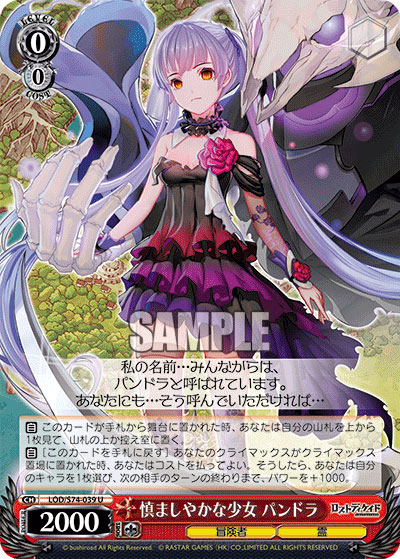 LEVEL
0
0
COST
SAMPLE
私の名前…みんなからは、
パンドラと呼ばれています。
あなたにも…そう呼んでいただければ…
【自】 このカードが手札から舞台に置かれた時、あなたは自分の山札を上から
1枚見て、山札の上か控え室に置く。
【自】 ［このカードを手札に戻す］ あなたのクライマックスがクライマックス
置場に置かれた時、あなたはコストを払ってよい。そうしたら、あなたは自分
のキャラを1枚選び、次の相手のターンの終わりまで、パワーを＋1000。
CH LOD/S74-039 U
2000
慎ましやかな少女 パンドラ
ロストディケイド
冒険者
霊
© bushiroad All Rights Reserved. © RASTAR GAMES (HK) CO.,LIMITED ALL RIGHTS RESERVED.